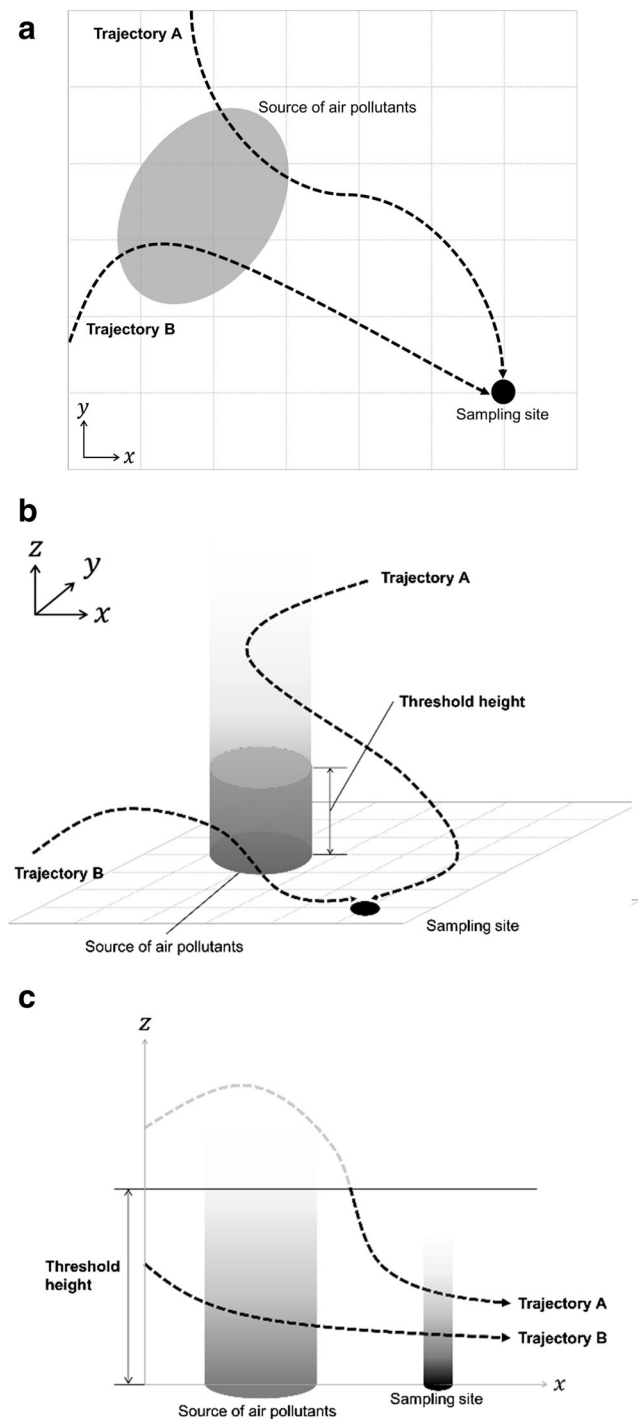 a
Trajectory A
Source of air pollutants
Trajectory B
Sampling site
y
x
b
z
y
x
Trajectory A
Threshold height
Trajectory B
Sampling site
Source of air pollutants
c
z
Threshold
height
Trajectory A
Trajectory B
x
Sampling site
Source of air pollutants